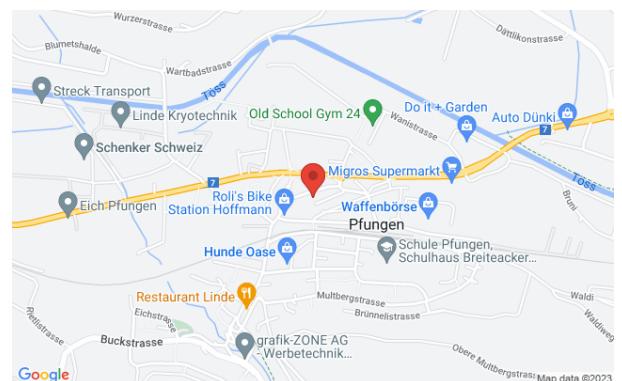 Wurzerstrasse
Dättlikonstrasse
Blumetshalde
Wartbadstrasse
Töss
Streck Transport
Linde Kryotechnik
Old School Gym 24
Wanistrasse
Do it + Garden
Auto Dünki
7
Schenker Schweiz
Migros Supermarkt
Töss
7
Bruni
Eich Pfungen
Roli's Bike
Station Hoffmann
Waffenbörse
Pfungen
Hunde Oase
Schule Pfungen,
Schulhaus Breiteacker...
Restaurant Linde
Multbergstrasse
Waldi
Rietlistrasse
Eichstrasse
Brünnelistrasse
Waldiweg
Buckstrasse
grafik-ZONE AG
- Werbetechnik...
Obere Multbergstrasse
Google
Map data ©2023